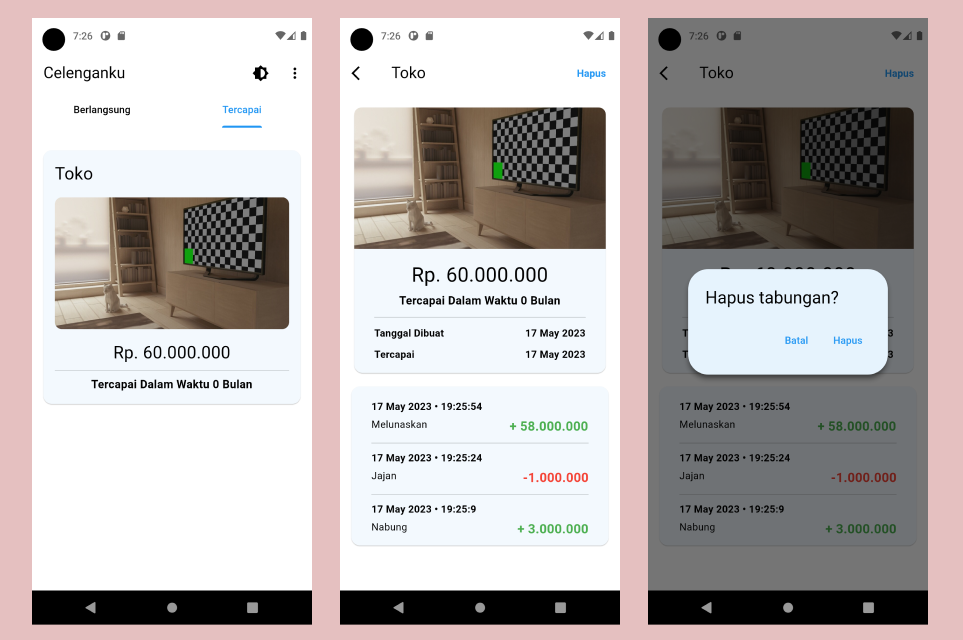 7:26
Celenganku
Berlangsung Tercapai
Toko
Rp. 60.000.000
Tercapai Dalam Waktu 0 Bulan
7:26
Toko Hapus
Rp. 60.000.000
Tercapai Dalam Waktu 0 Bulan
Tanggal Dibuat 17 May 2023
Tercapai 17 May 2023
17 May 2023 • 19:25:54
Melunaskan + 58.000.000
17 May 2023 • 19:25:24
Jajan -1.000.000
17 May 2023 • 19:25:9
Nabung + 3.000.000
7:26
Toko Hapus
Hapus tabungan?
Batal Hapus
17 May 2023 • 19:25:54
Melunaskan + 58.000.000
17 May 2023 • 19:25:24
Jajan -1.000.000
17 May 2023 • 19:25:9
Nabung + 3.000.000